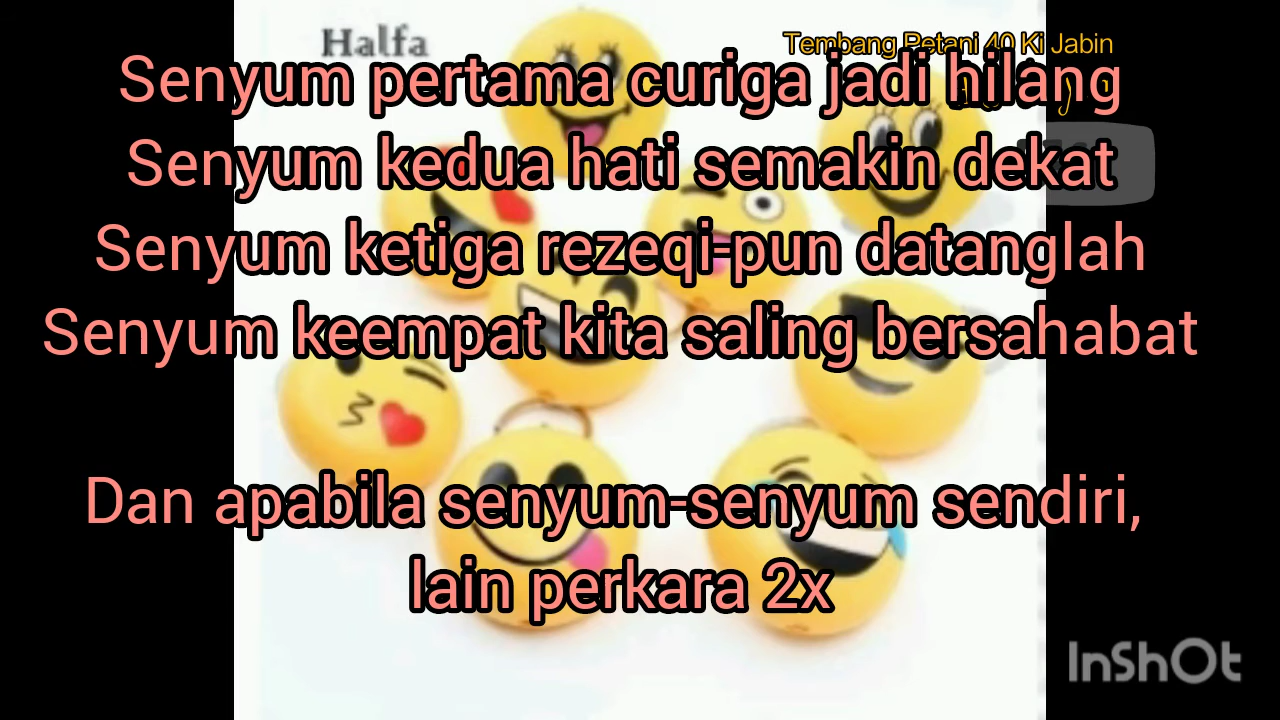 Halfa
Tembang Petani 40 Ki Jabin
Senyum pertama curiga jadi hilang
Senyum kedua hati semakin dekat
Senyum ketiga rezeqi-pun datanglah
Senyum keempat kita saling bersahabat
Dan apabila senyum-senyum sendiri,
lain perkara 2x
InShOt